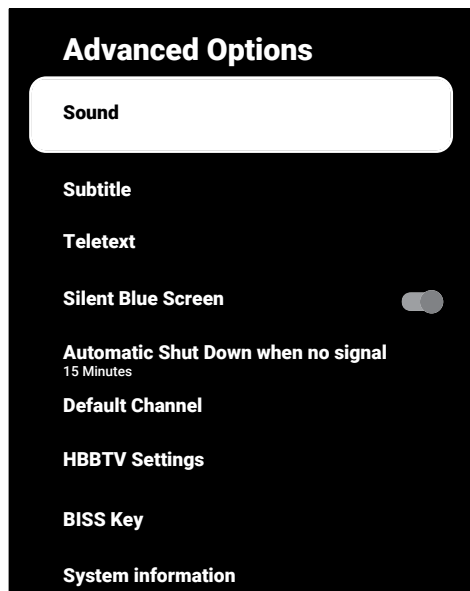 Advanced Options
Sound
Subtitle
Teletext
Silent Blue Screen
Automatic Shut Down when no signal
15 Minutes
Default Channel
HBBTV Settings
BISS Key
System information